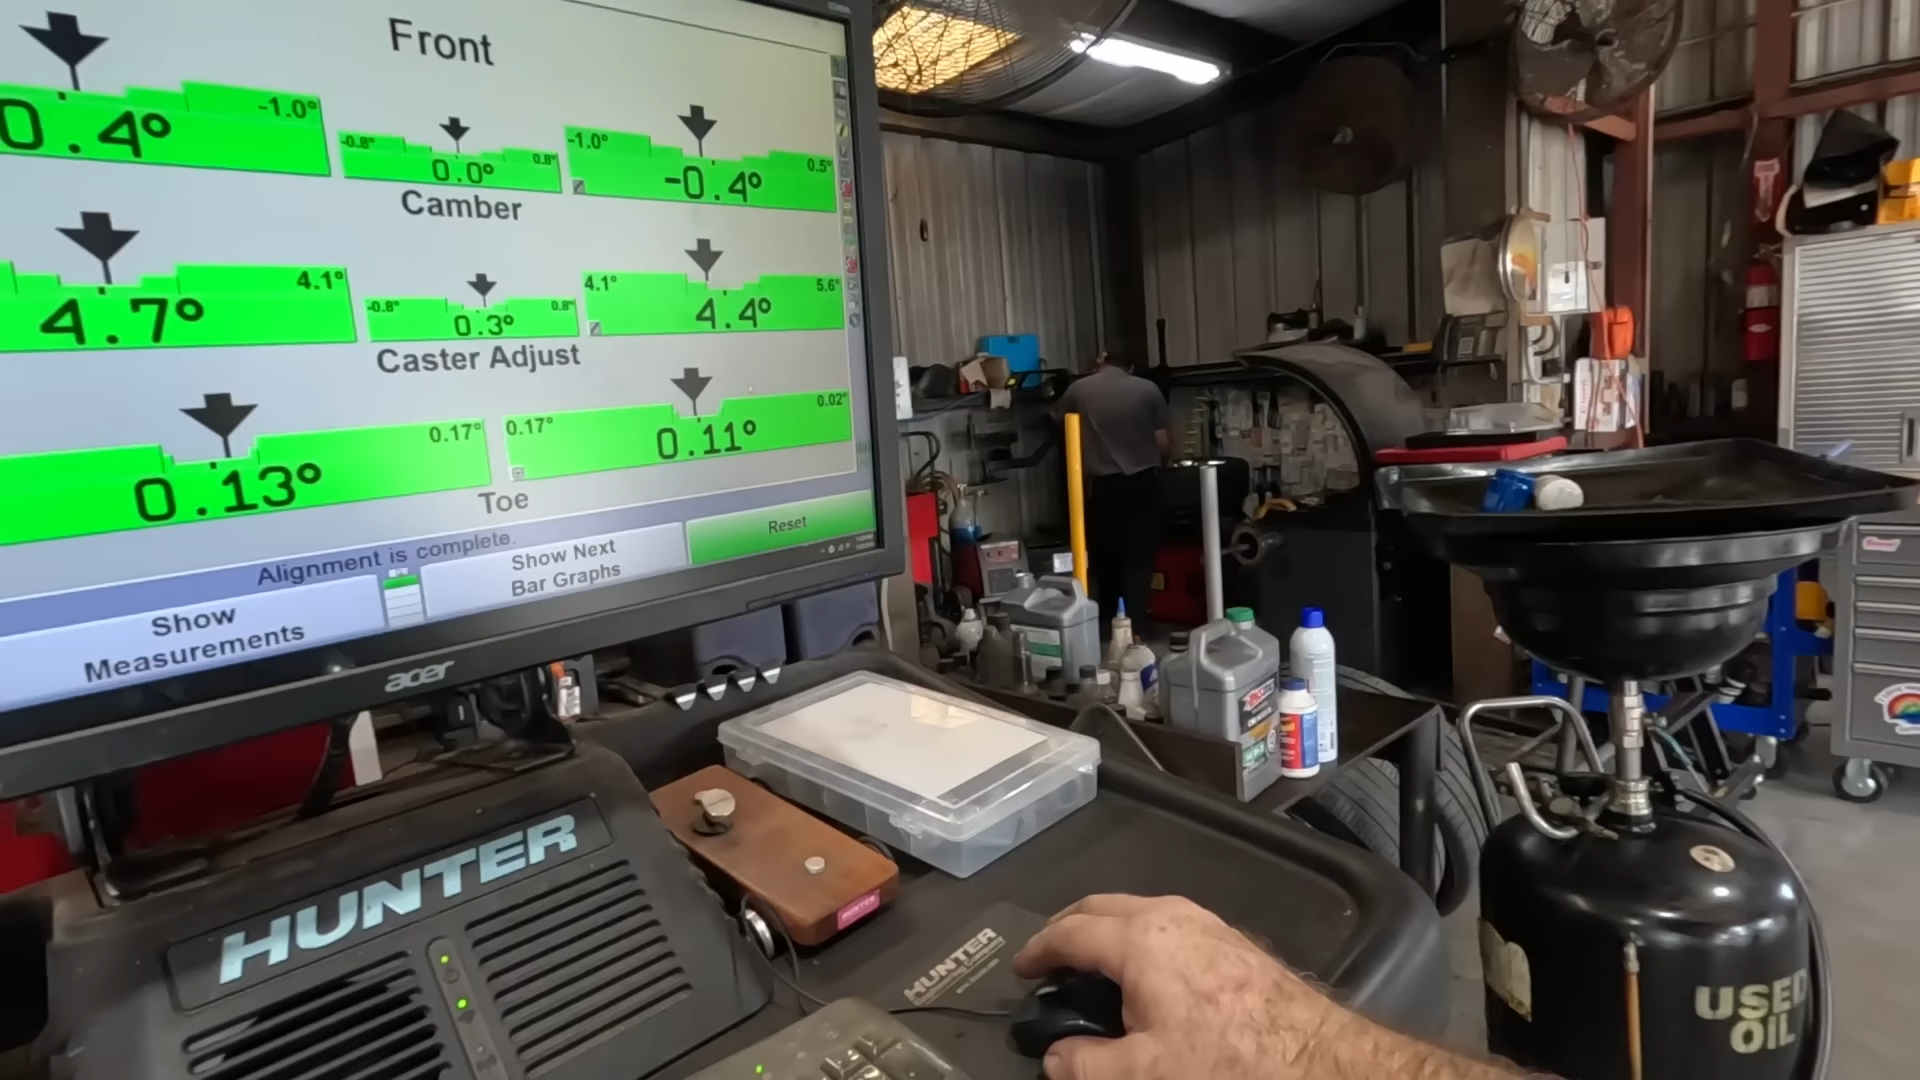 Front
0.4°
-1.0°
-0.8°
0.0°
0.8°
-1.0°
-0.4°
0.5°
Camber
4.7°
4.1°
-0.8°
0.3°
0.8°
4.1°
4.4°
5.6°
Caster Adjust
0.13°
0.17°
0.17°
0.11°
0.02°
Toe
Alignment is complete.
Show
Measurements
Show Next
Bar Graphs
Reset
acer
HUNTER
HUNTER
HUNTER
USED
OIL